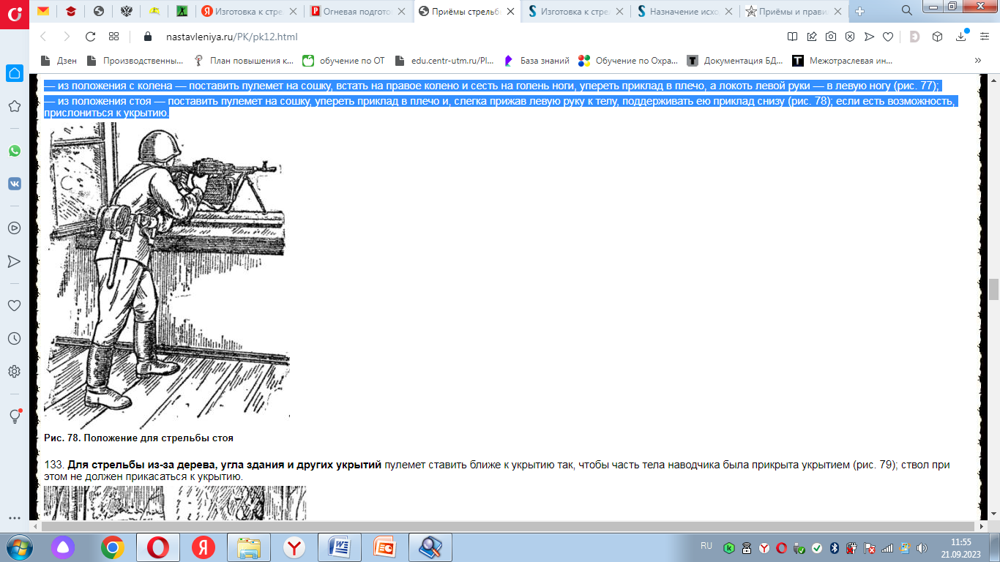 Изготовка к стре
Огневая подгото
Приёмы стрельб
Изготовка к стре
Назначение исхо
Приёмы и прави
nastavleniya.ru/PK/pk12.html
Дзен
Производственны...
План повышения к...
обучение по ОТ
edu.centr-utm.ru/Pl...
База знаний
Обучение по Охра...
Документация БД...
Межотраслевая ин...
— из положения с колена — поставить пулемет на сошку, встать на правое колено и сесть на голень ноги, упереть приклад в плечо, а локоть левой руки — в левую ногу (рис. 77);
— из положения стоя — поставить пулемет на сошку, упереть приклад в плечо и, слегка прижав левую руку к телу, поддерживать ею приклад снизу (рис. 78); если есть возможность,
прислониться к укрытию.
Рис. 78. Положение для стрельбы стоя
133. Для стрельбы из-за дерева, угла здания и других укрытий пулемет ставить ближе к укрытию так, чтобы часть тела наводчика была прикрыта укрытием (рис. 79); ствол при
этом не должен прикасаться к укрытию.
RU
11:55
21.09.2023